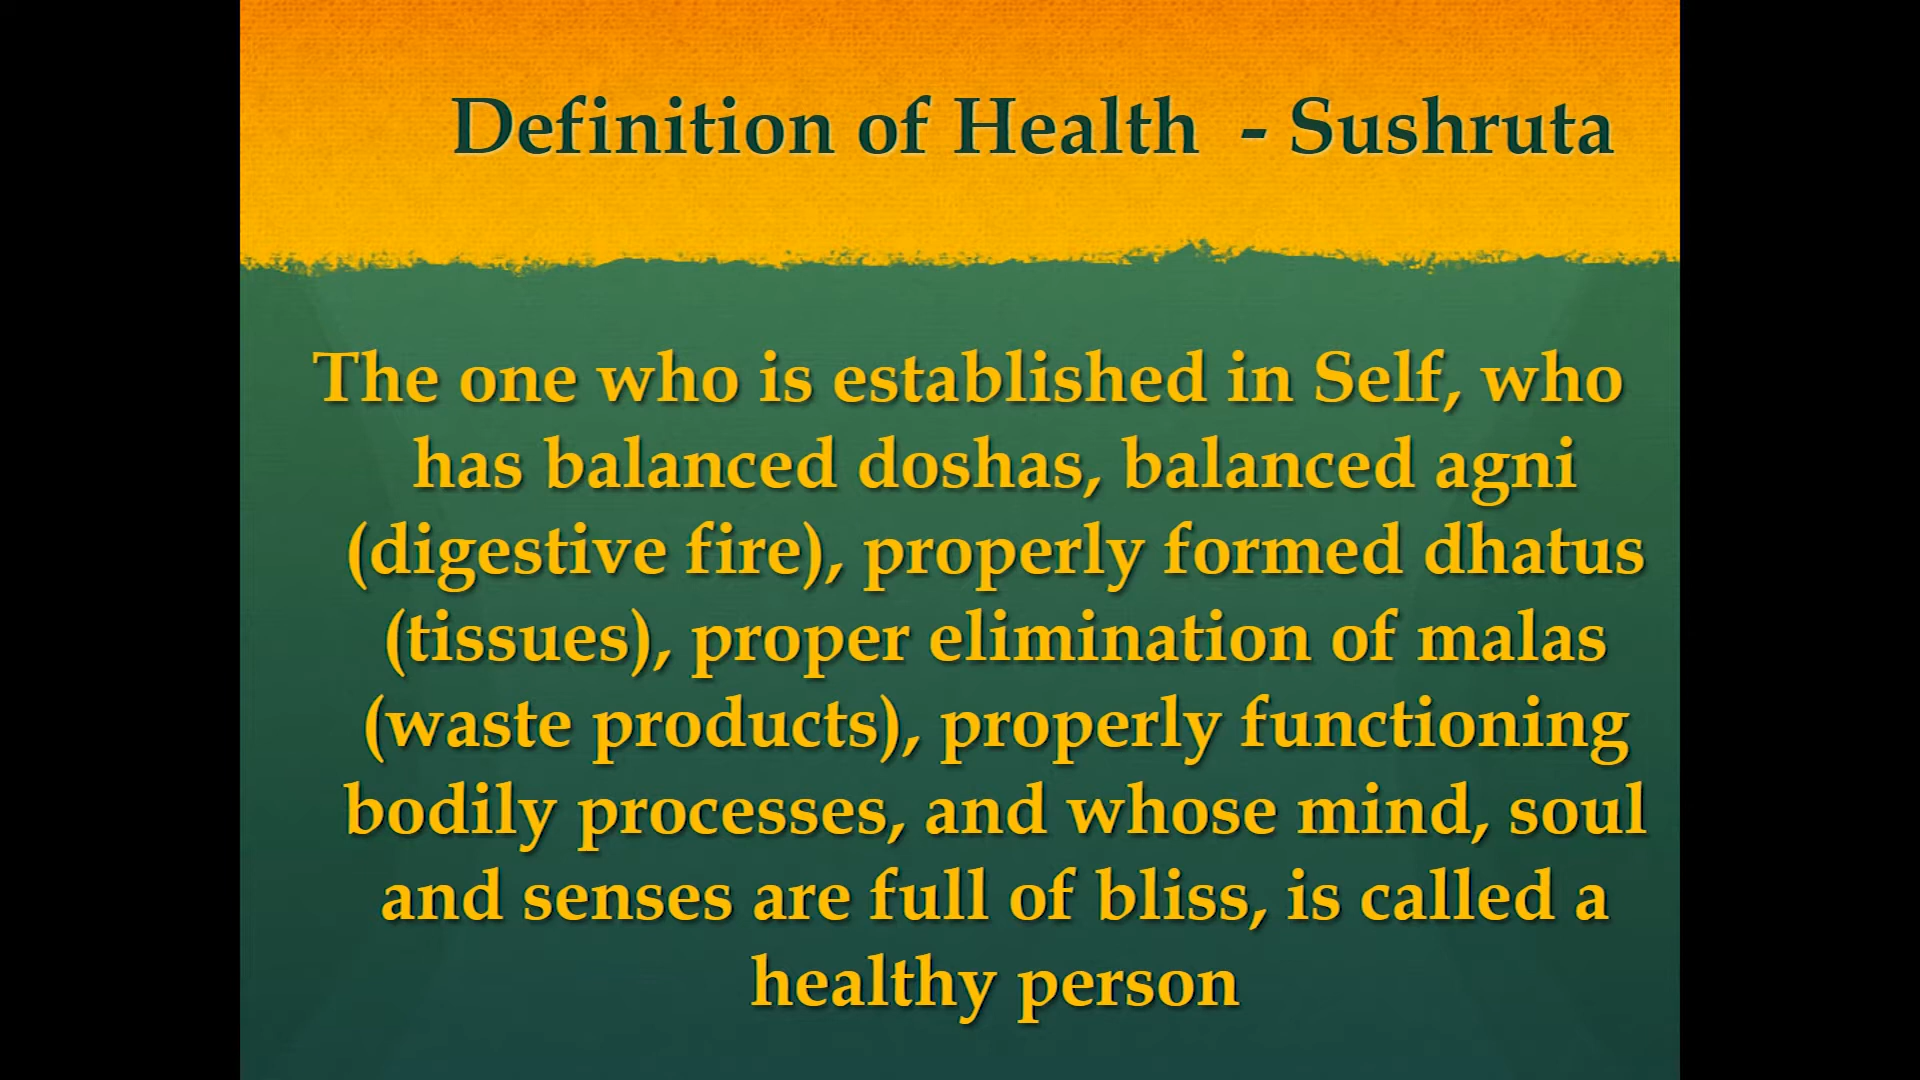 Definition of Health - Sushruta
The one who is established in Self, who
has balanced doshas, balanced agni
(digestive fire), properly formed dhatus
(tissues), proper elimination of malas
(waste products), properly functioning
bodily processes, and whose mind, soul
and senses are full of bliss, is called a
healthy person